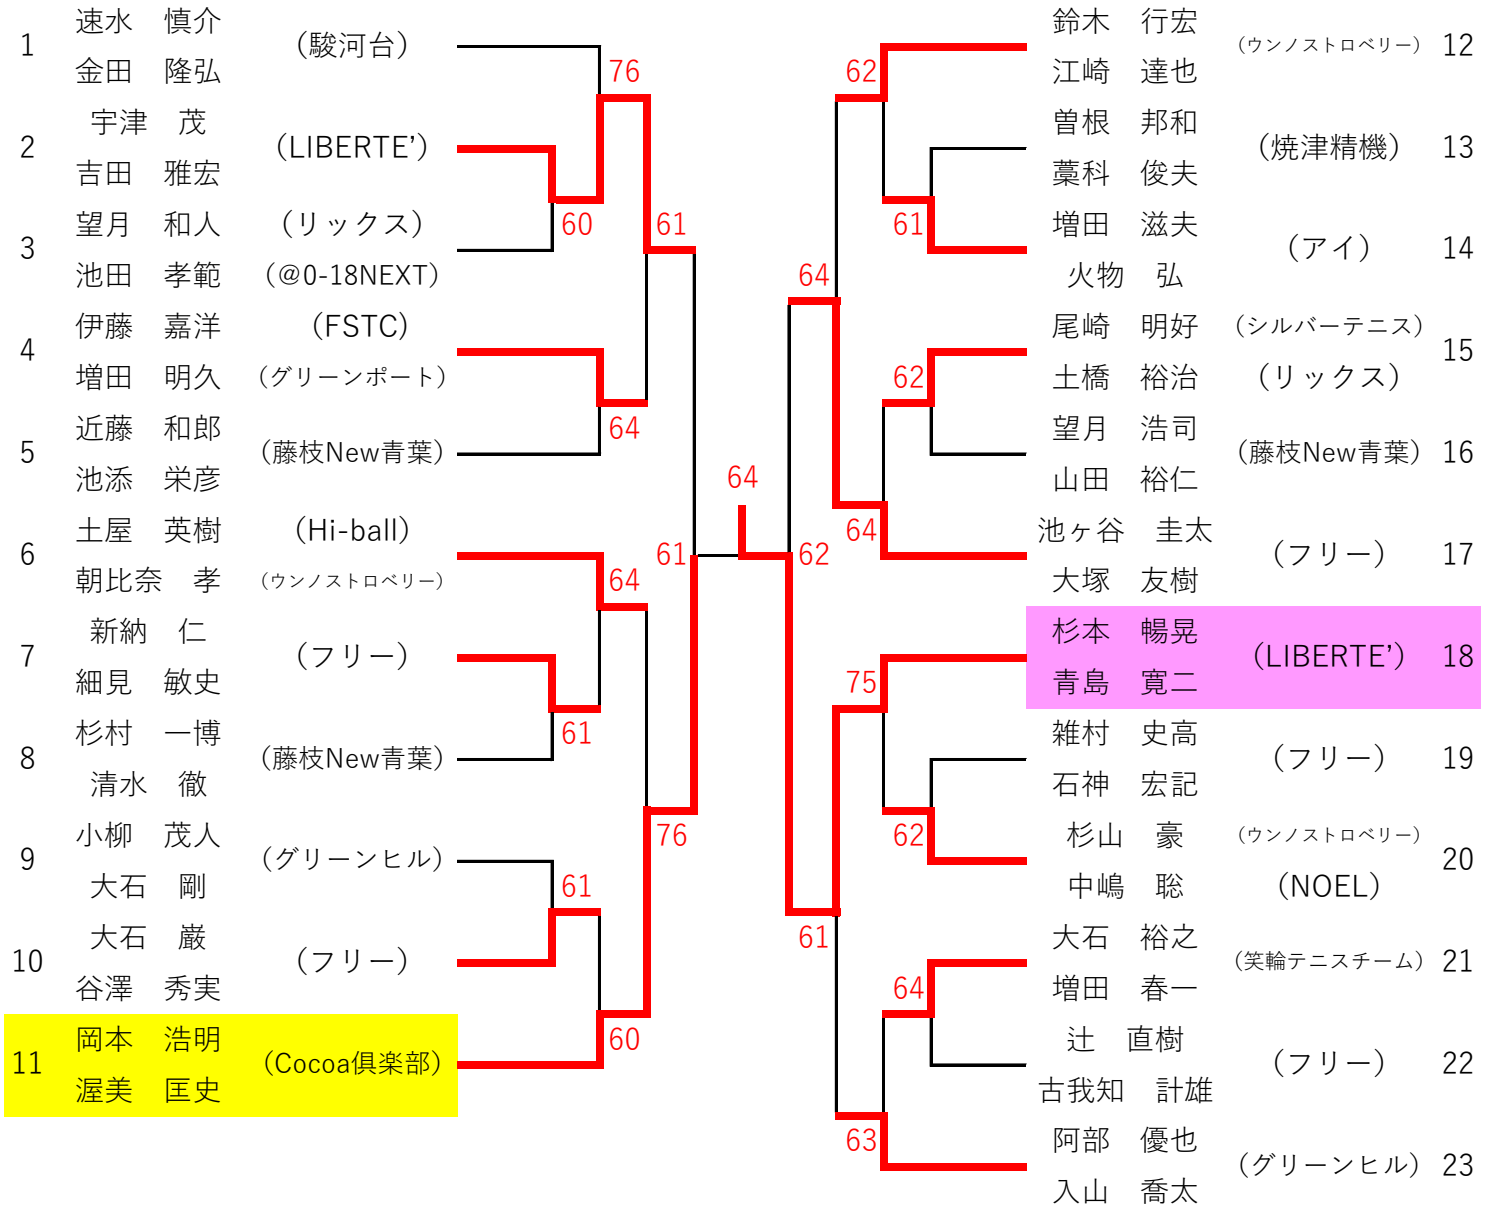 1 速水　慎介 (駿河台)
金田　隆弘
2 宇津　茂 (LIBERTE’)
吉田　雅宏
3 望月　和人 (リックス)
池田　孝範 (@0-18NEXT)
4 伊藤　嘉洋 (FSTC)
増田　明久 (グリーンポート)
5 近藤　和郎 (藤枝New青葉)
池添　栄彦
6 土屋　英樹 (Hi-ball)
朝比奈　孝 (ウンノストロベリー)
7 新納　仁 (フリー)
細見　敏史
8 杉村　一博 (藤枝New青葉)
清水　徹
9 小柳　茂人 (グリーンヒル)
大石　剛
10 大石　巌 (フリー)
谷澤　秀実
11 岡本　浩明 (Cocoa倶楽部)
渥美　匡史
76
60
61
64
64
61
61
76
61
60
64
62
62
61
64
62
64
75
62
61
64
63
鈴木　行宏 (ウンノストロベリー) 12
江崎　達也
曽根　邦和 (焼津精機) 13
藁科　俊夫
増田　滋夫 (アイ) 14
火物　弘
尾崎　明好 (シルバーテニス) 15
土橋　裕治 (リックス)
望月　浩司 (藤枝New青葉) 16
山田　裕仁
池ヶ谷　圭太 (フリー) 17
大塚　友樹
杉本　暢晃 (LIBERTE’) 18
青島　寛二
雑村　史高 (フリー) 19
石神　宏記
杉山　豪 (ウンノストロベリー) 20
中嶋　聡 (NOEL)
大石　裕之 (笑輪テニスチーム) 21
増田　春一
辻　直樹 (フリー) 22
古我知　計雄
阿部　優也 (グリーンヒル) 23
入山　喬太